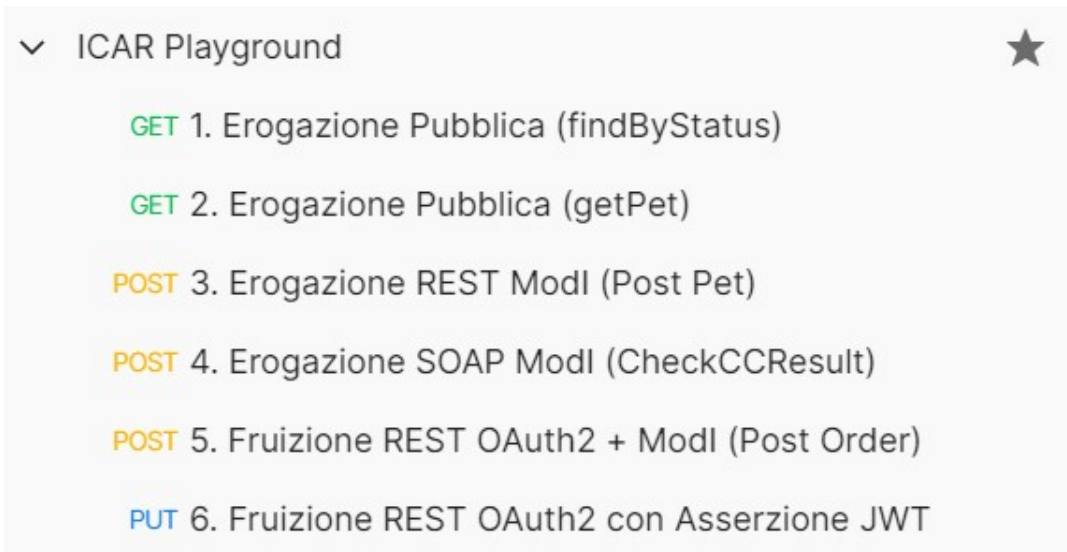 ICAR Playground
GET 1. Erogazione Pubblica (findByStatus)
GET 2. Erogazione Pubblica (getPet)
POST 3. Erogazione REST ModI (Post Pet)
POST 4. Erogazione SOAP ModI (CheckCCResult)
POST 5. Fruizione REST OAuth2 + ModI (Post Order)
PUT 6. Fruizione REST OAuth2 con Asserzione JWT